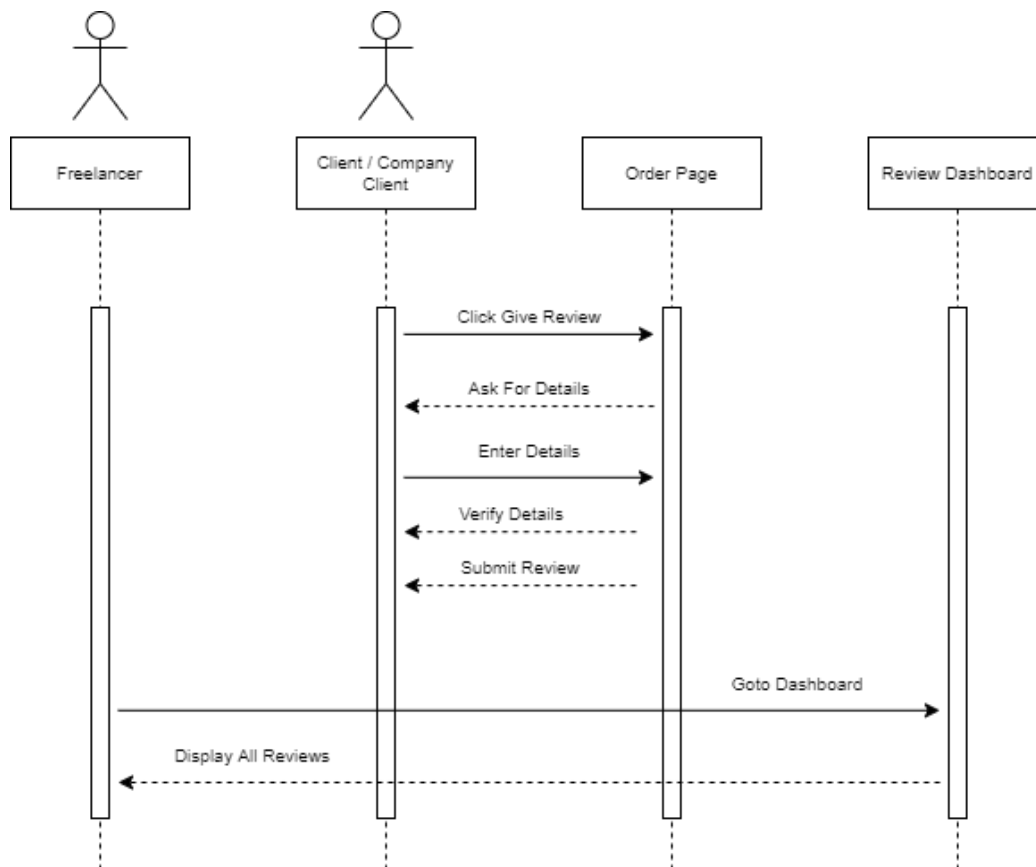 Freelancer
Client / Company
Client
Order Page
Review Dashboard
Click Give Review
Ask For Details
Enter Details
Verify Details
Submit Review
Goto Dashboard
Display All Reviews